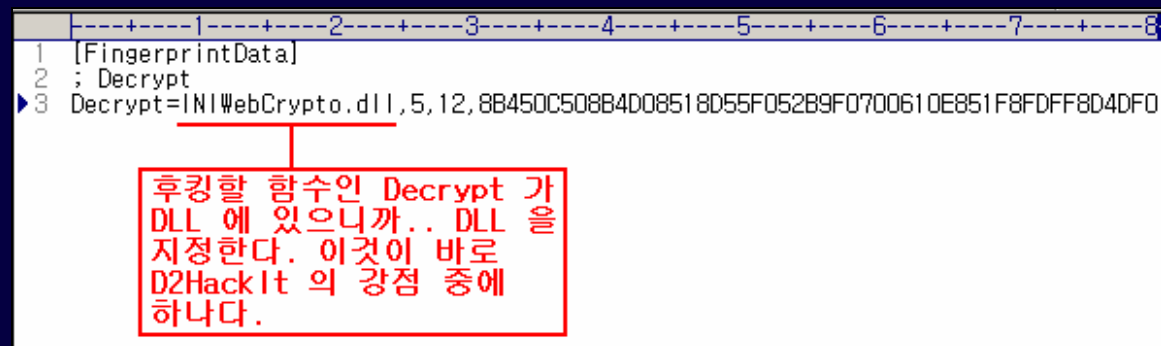 ├----+----1----+----2----+----3----+----4----+----5----+----6----+----7----+----8
1 [FingerprintData]
2 ; Decrypt
3 Decrypt=INIWebCrypto.dll,5,12,8B450C508B4D08518D55F052B9F0700610E851F8FDFF8D4DF0
후킹할 함수인 Decrypt 가
DLL 에 있으니까.. DLL 을
지정한다. 이것이 바로
D2HackIt 의 강점 중에
하나다.